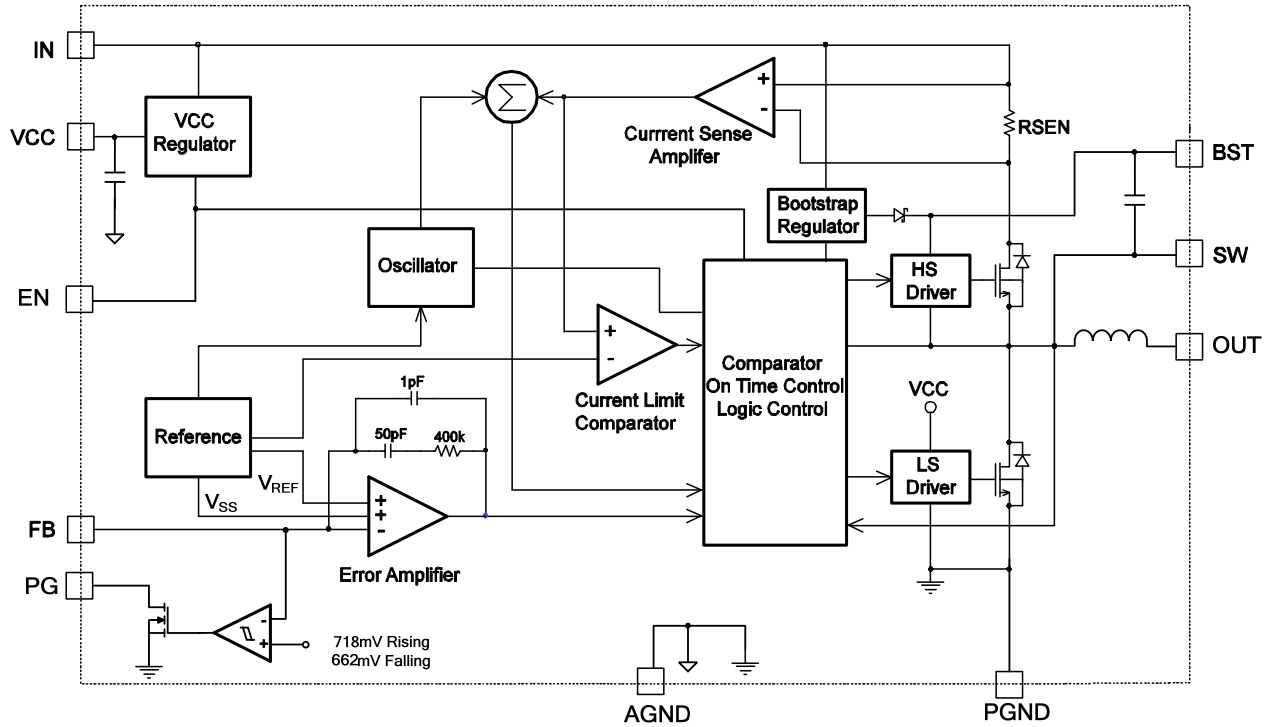 IN
VCC
Regulator
VCC
Σ
+
-
Currrent Sense
Amplifer
RSEN
BST
Bootstrap
Regulator
SW
EN
Oscillator
HS
Driver
+
-
Current Limit
Comparator
Comparator
On Time Control
Logic Control
OUT
1pF
50pF
400k
VCC
Reference
VREF
VSS
LS
Driver
+
+
-
FB
Error Amplifier
PG
-
+
718mV Rising
662mV Falling
AGND
PGND